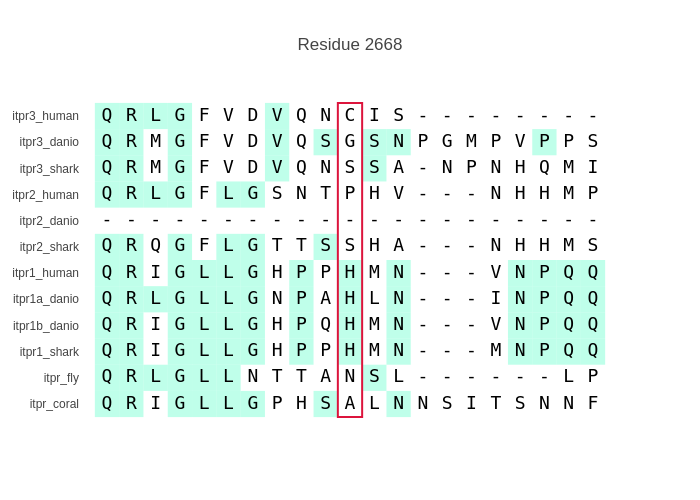 Residue 2668
itpr3_human Q R L G F V D V Q N C I S - - - - - - - -
itpr3_danio Q R M G F V D V Q S G S N P G M P V P P S
itpr3_shark Q R M G F V D V Q N S S A - N P N H Q M I
itpr2_human Q R L G F L G S N T P H V - - - N H H M P
itpr2_danio - - - - - - - - - - - - - - - - - - - - -
itpr2_shark Q R Q G F L G T T S S H A - - - N H H M S
itpr1_human Q R I G L L G H P P H M N - - - V N P Q Q
itpr1a_danio Q R L G L L G N P A H L N - - - I N P Q Q
itpr1b_danio Q R I G L L G H P Q H M N - - - V N P Q Q
itpr1_shark Q R I G L L G H P P H M N - - - M N P Q Q
itpr_fly Q R L G L L N T T A N S L - - - - - - L P
itpr_coral Q R I G L L G P H S A L N N S I T S N N F